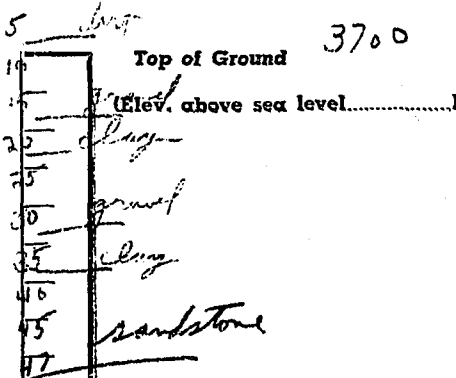 5
3700
10
Top of Ground
15 gravel
(Elev. above sea level..................
20 clay
25
30 gravel
35 clay
40
45 sandstone
47